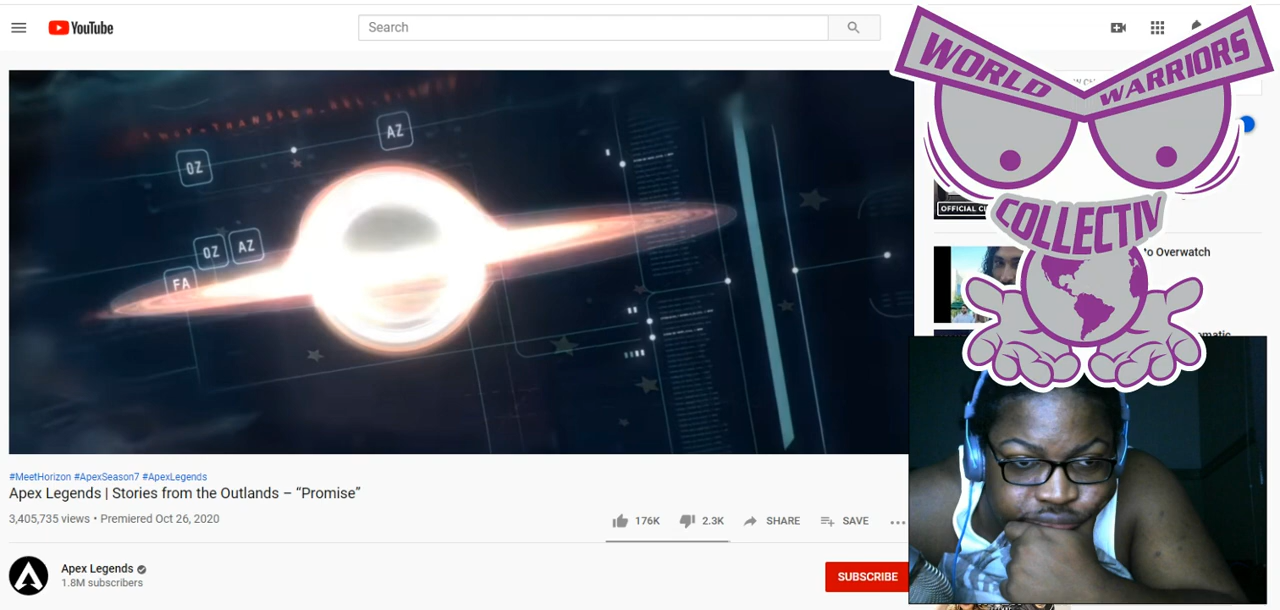 YouTube
Search
WORLD WARRIORS
COLLECTIV
AZ
OZ
OZ
AZ
FA
OFFICIAL
to Overwatch
#MeetHorizon #ApexSeason7 #ApexLegends
Apex Legends | Stories from the Outlands – “Promise”
3,405,735 views • Premiered Oct 26, 2020
176K
2.3K
SHARE
SAVE
Apex Legends
1.8M subscribers
SUBSCRIBE